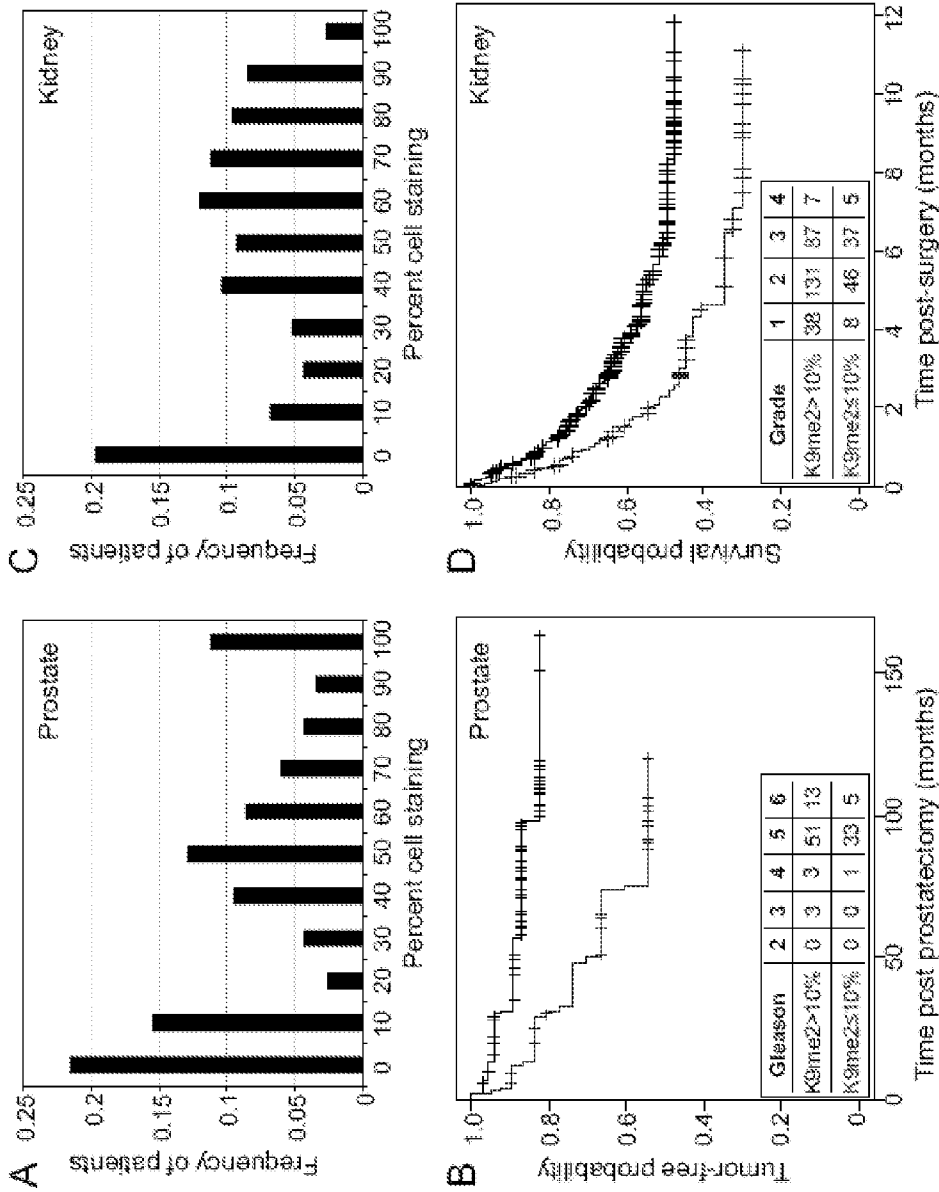 A
Prostate
Frequency of patients
0.25
0.2
0.15
0.1
0.05
0
0 10 20 30 40 50 60 70 80 90 100
Percent cell staining
C
Kidney
Frequency of patients
0.25
0.2
0.15
0.1
0.05
0
0 10 20 30 40 50 60 70 80 90 100
Percent cell staining
B
Prostate
Tumor-free probability
1.0
0.8
0.6
0.4
0.2
0
Gleason 2 3 4 5 6
K9me2>10% 0 3 3 51 13
K9me2≤10% 0 0 1 33 5
0 50 100 150
Time post prostatectomy (months)
D
Kidney
Survival probability
1.0
0.8
0.6
0.4
0.2
0
Grade 1 2 3 4
K9me2>10% 38 131 87 7
K9me2≤10% 8 46 37 5
0 2 4 6 8 10 12
Time post-surgery (months)